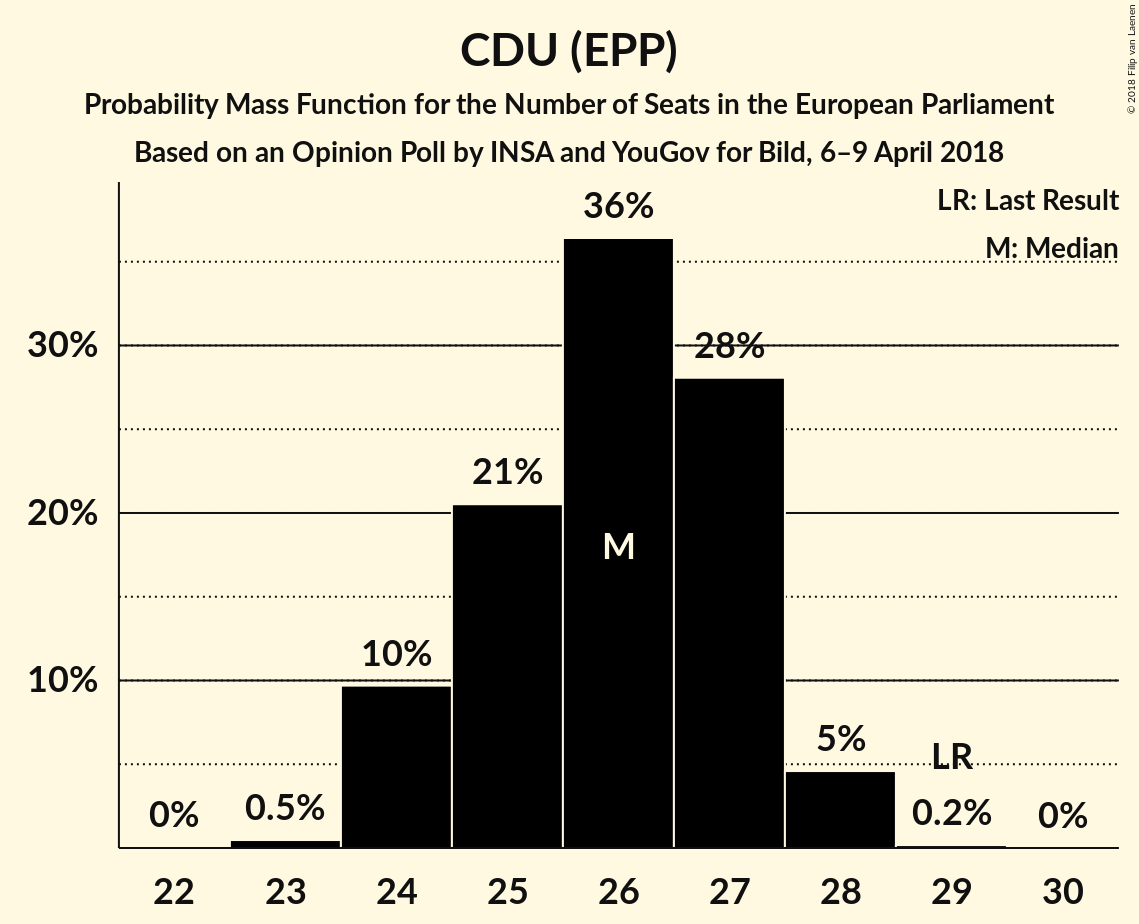 CDU (EPP)
Probability Mass Function for the Number of Seats in the European Parliament
Based on an Opinion Poll by INSA and YouGov for Bild, 6–9 April 2018
© 2018 Filip van Laenen
LR: Last Result
M: Median
36%
30%
28%
21%
20%
M
10%
10%
5%
LR
0%
0.5%
0.2%
0%
22 23 24 25 26 27 28 29 30